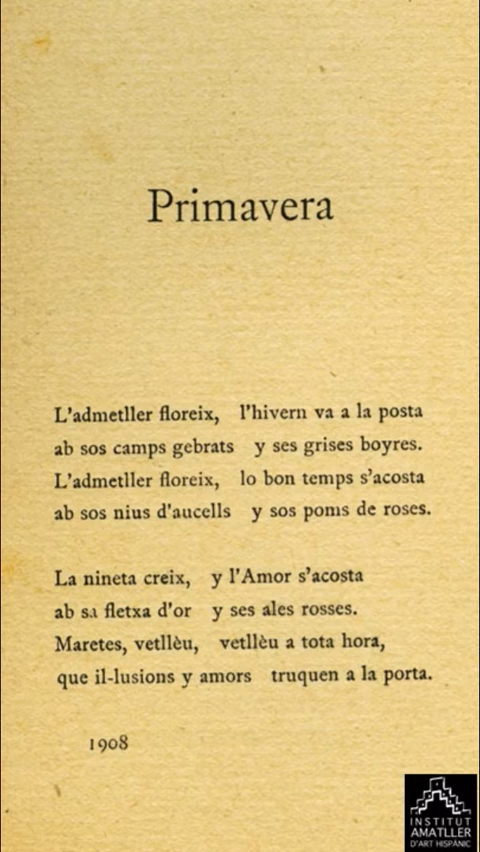 Primavera
L'admetller floreix, l'hivern va a la posta
ab sos camps gebrats y ses grises boyres.
L'admetller floreix, lo bon temps s'acosta
ab sos nius d'aucells y sos poms de roses.
La nineta creix, y l'Amor s'acosta
ab sa fletxa d'or y ses ales rosses.
Maretes, vetllèu, vetllèu a tota hora,
que il-lusions y amors truquen a la porta.
1908
INSTITUT
AMATLLER
D'ART HISPÀNIC